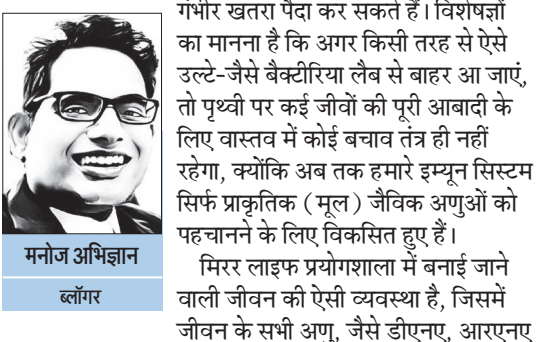 गंभीर खतरा पैदा कर सकते हैं। विशेषज्ञों
का मानना है कि अगर किसी तरह से ऐसे
उल्टे-जैसे बैक्टीरिया लैब से बाहर आ जाएं,
तो पृथ्वी पर कई जीवों की पूरी आबादी के
लिए वास्तव में कोई बचाव तंत्र ही नहीं
रहेगा, क्योंकि अब तक हमारे इम्यून सिस्टम
सिर्फ प्राकृतिक (मूल) जैविक अणुओं को
पहचानने के लिए विकसित हुए हैं।
मिरर लाइफ प्रयोगशाला में बनाई जाने
वाली जीवन की ऐसी व्यवस्था है, जिसमें
जीवन के सभी अणु, जैसे डीएनए, आरएनए
मनोज अभिज्ञान
ब्लॉगर